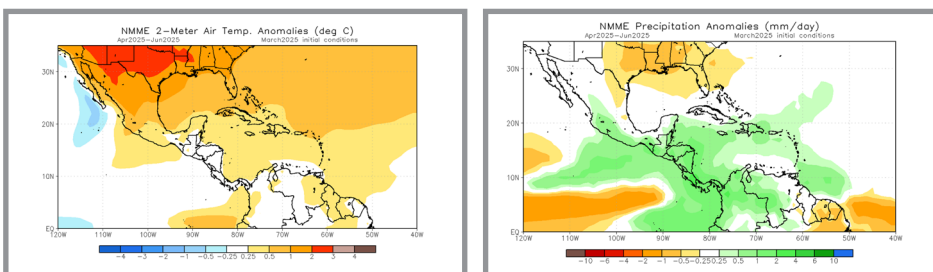 NMME 2-Meter Air Temp. Anomalies (deg C)
Apr2025-Jun2025 March2025 initial conditions
30N
20N
10N
EQ
120W 110W 100W 90W 80W 70W 60W 50W 40W
-4 -3 -2 -1 -0.5 -0.25 0.25 0.5 1 2 3 4
NMME Precipitation Anomalies (mm/day)
Apr2025-Jun2025 March2025 initial conditions
30N
20N
10N
EQ
120W 110W 100W 90W 80W 70W 60W 50W 40W
-10 -6 -4 -2 -1 -0.5-0.25 0.25 0.5 1 2 4 6 10